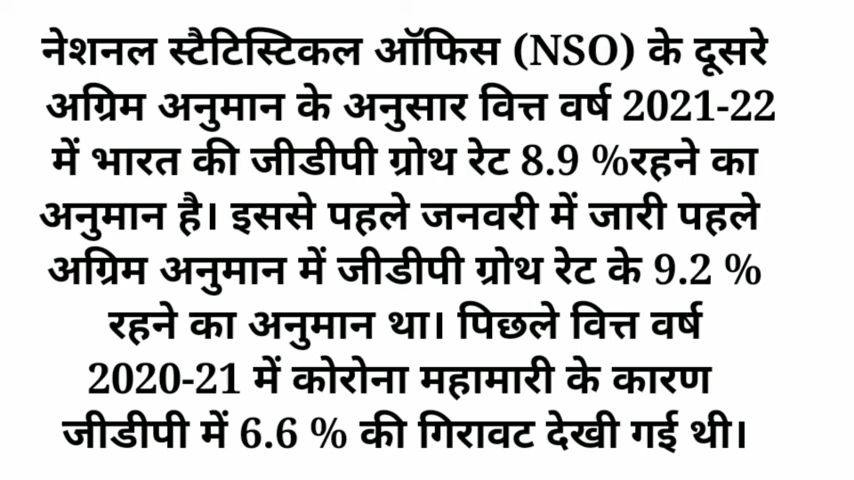 नेशनल स्टैटिस्टिकल ऑफिस (NSO) के दूसरे
अग्रिम अनुमान के अनुसार वित्त वर्ष 2021-22
में भारत की जीडीपी ग्रोथ रेट 8.9 %रहने का
अनुमान है। इससे पहले जनवरी में जारी पहले
अग्रिम अनुमान में जीडीपी ग्रोथ रेट के 9.2 %
रहने का अनुमान था। पिछले वित्त वर्ष
2020-21 में कोरोना महामारी के कारण
जीडीपी में 6.6 % की गिरावट देखी गई थी।